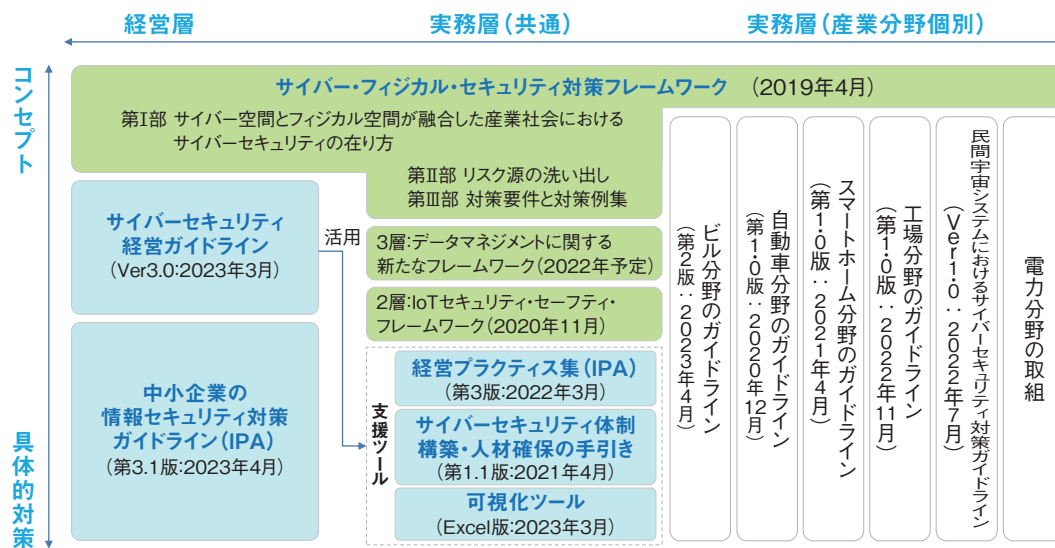 経営層
実務層(共通)
実務層(産業分野個別)
コンセプト
具体的対策
サイバー・フィジカル・セキュリティ対策フレームワーク (2019年4月)
第Ⅰ部 サイバー空間とフィジカル空間が融合した産業社会における
サイバーセキュリティの在り方
第Ⅱ部 リスク源の洗い出し
第Ⅲ部 対策要件と対策例集
サイバーセキュリティ
経営ガイドライン
(Ver3.0:2023年3月)
活用
中小企業の
情報セキュリティ対策
ガイドライン(IPA)
(第3.1版:2023年4月)
3層:データマネジメントに関する
新たなフレームワーク(2022年予定)
2層:IoTセキュリティ・セーフティ・
フレームワーク(2020年11月)
支援ツール
経営プラクティス集(IPA)
(第3版:2022年3月)
サイバーセキュリティ体制
構築・人材確保の手引き
(第1.1版:2021年4月)
可視化ツール
(Excel版:2023年3月)
ビル分野のガイドライン
(第2版:2023年4月)
自動車分野のガイドライン
(第1・0版:2020年12月)
スマートホーム分野のガイドライン
(第1・0版:2021年4月)
工場分野のガイドライン
(第1・0版:2022年11月)
民間宇宙システムにおけるサイバーセキュリティ対策ガイドライン
(Ver1・0:2022年7月)
電力分野の取組